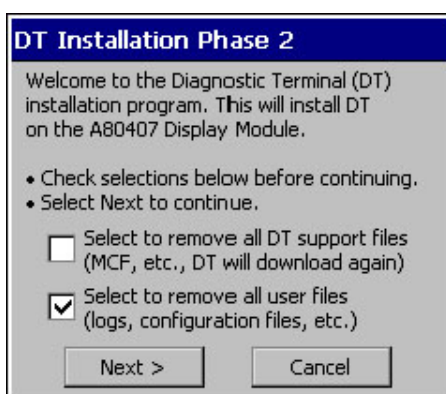 DT Installation Phase 2
Welcome to the Diagnostic Terminal (DT)
installation program. This will install DT
on the A80407 Display Module.
• Check selections below before continuing.
• Select Next to continue.
Select to remove all DT support files
(MCF, etc., DT will download again)
Select to remove all user files
(logs, configuration files, etc.)
Next > Cancel